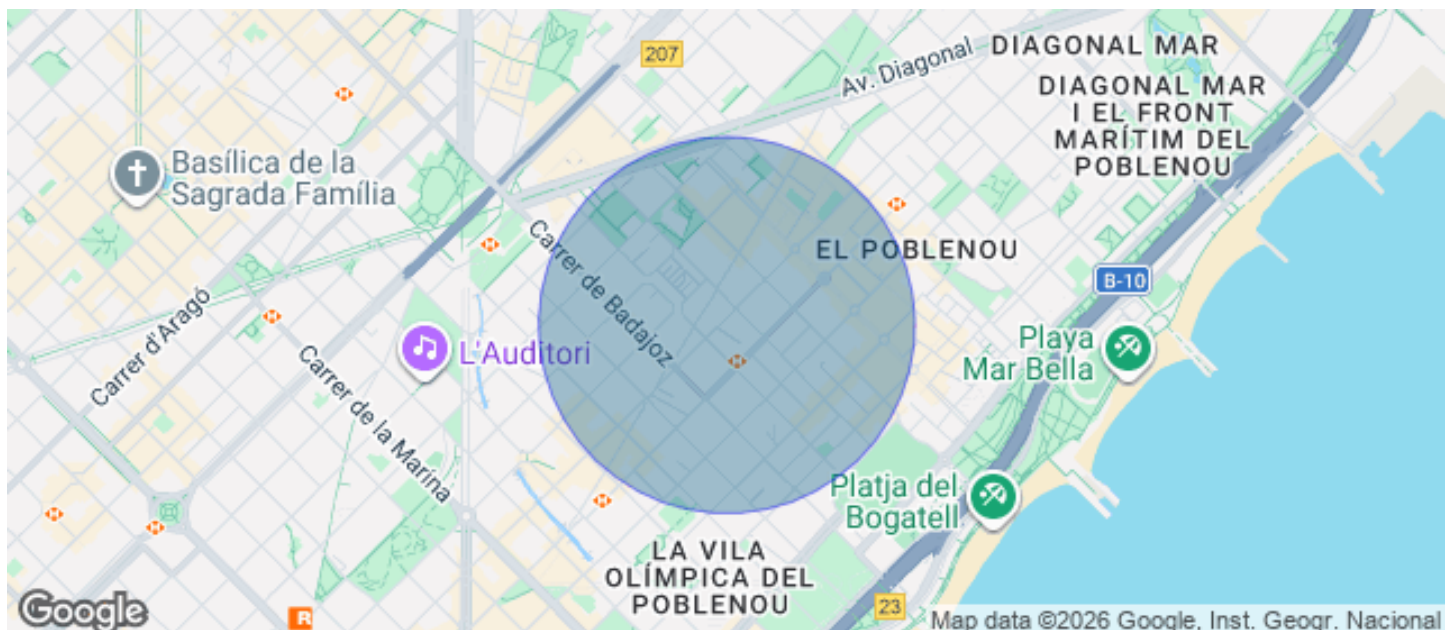 207
Av. Diagonal
DIAGONAL MAR
DIAGONAL MAR
I EL FRONT
MARÍTIM DEL
POBLENOU
Basílica de la
Sagrada Família
Carrer de Badajoz
EL POBLENOU
B-10
Carrer d'Aragó
L'Auditori
Carrer de la Marina
Playa
Mar Bella
Platja del
Bogatell
LA VILA
OLÍMPICA DEL
POBLENOU
23
R
Google
Map data ©2026 Google, Inst. Geogr. Nacional